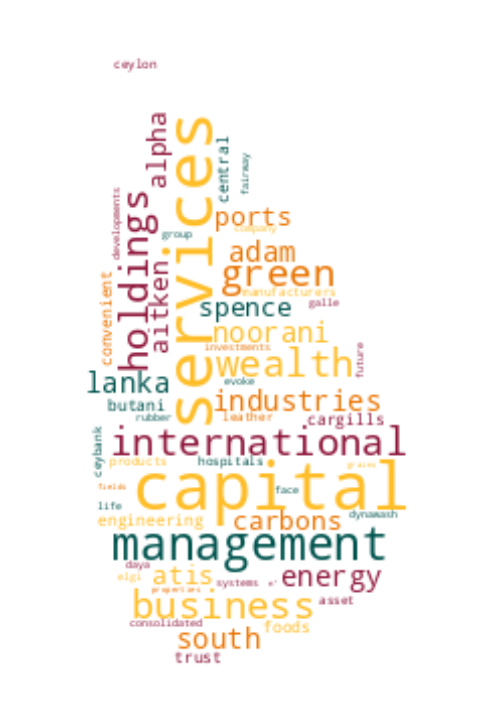 ceylon
alpha
services
central
fairway
developments
holdings
ports
company
group
adam
aitken
green
convenient
manufacturers
galle
spence
noorani
investments
future
wealth
lanka
evoke
industries
butani
rubber
leather
cargills
international
ceybank
products
hospitals
grains
capital
fields
face
life
dynawash
engineering
carbons
management
daya
atis
energy
elgi
systems
e'
properties
business
asset
consolidated
foods
south
trust